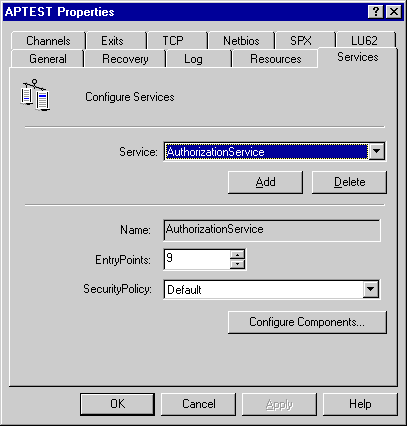 APTEST Properties
Channels Exits TCP Netbios SPX LU62
General Recovery Log Resources Services
Configure Services
Service: AuthorizationService
Add Delete
Name: AuthorizationService
EntryPoints: 9
SecurityPolicy: Default
Configure Components...
OK Cancel Apply Help